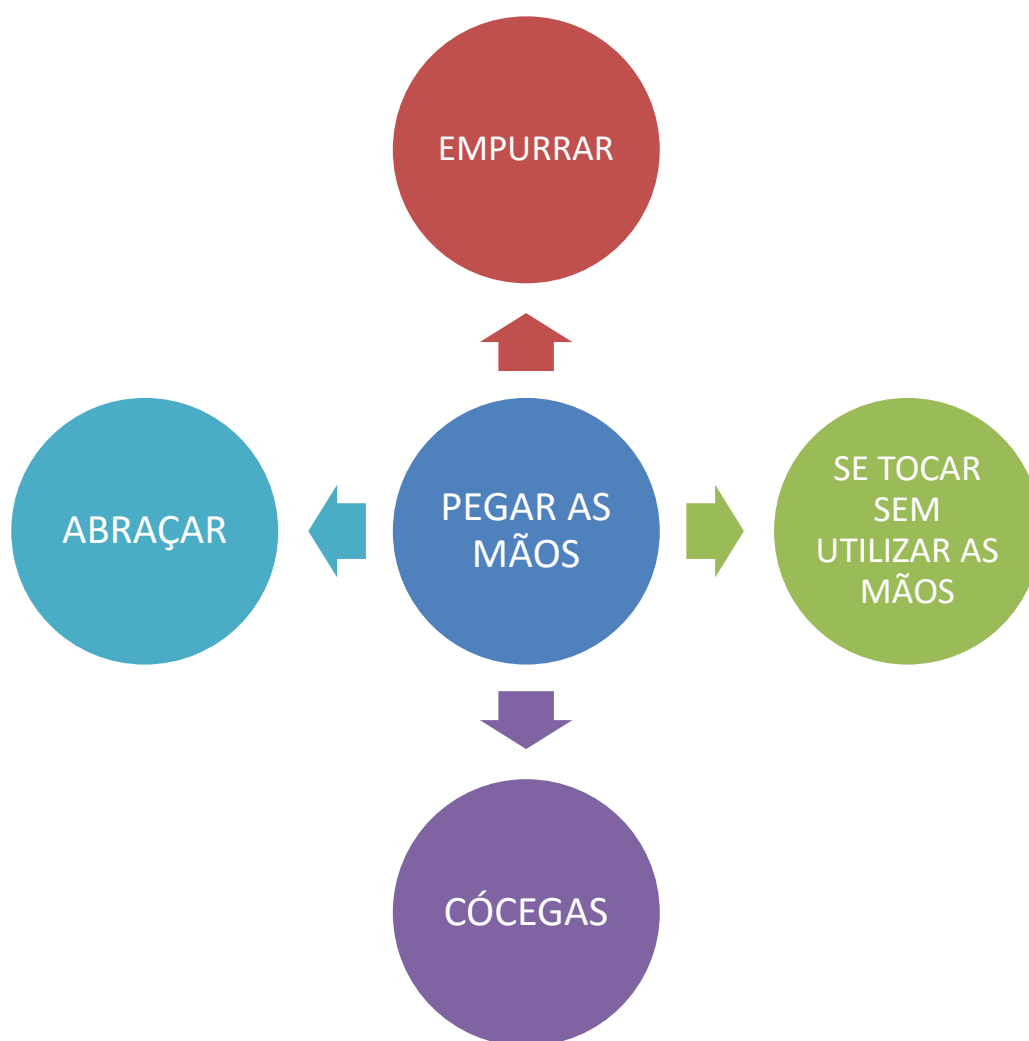 EMPURRAR
ABRAÇAR
PEGAR AS
MÃOS
SE TOCAR
SEM
UTILIZAR AS
MÃOS
CÓCEGAS